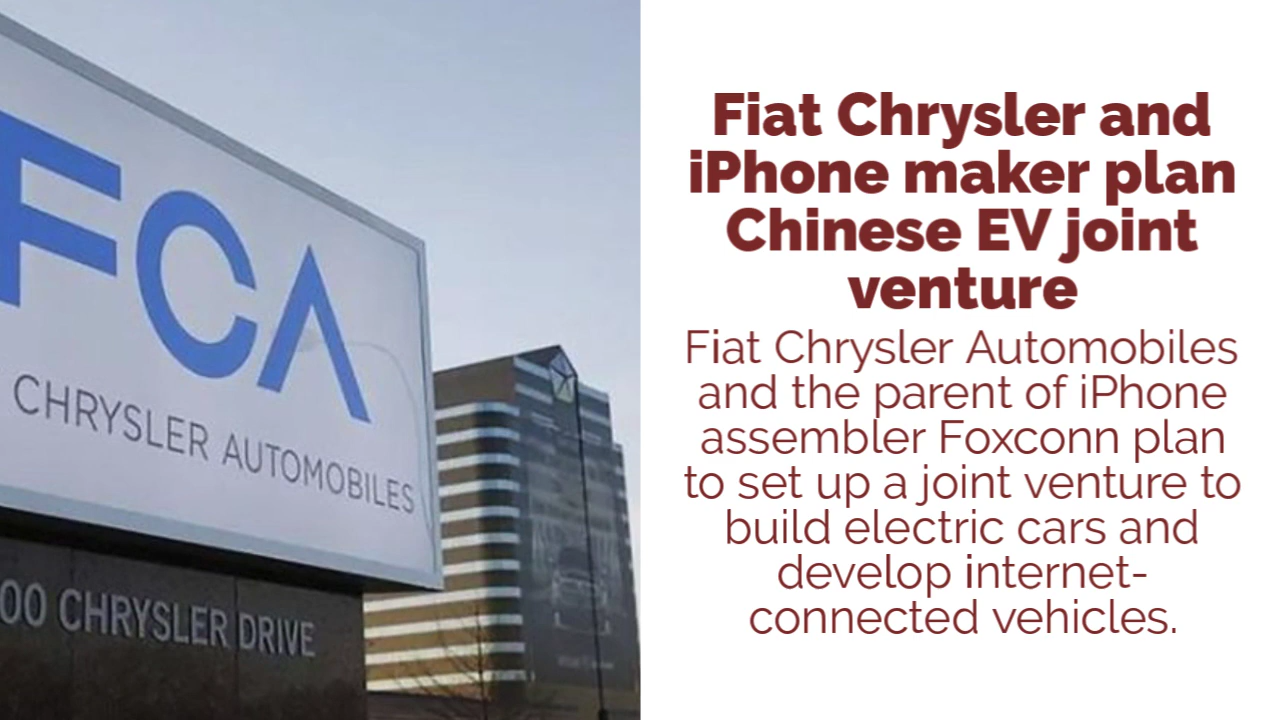 FCA
CHRYSLER AUTOMOBILES
00 CHRYSLER DRIVE
Fiat Chrysler and
iPhone maker plan
Chinese EV joint
venture
Fiat Chrysler Automobiles
and the parent of iPhone
assembler Foxconn plan
to set up a joint venture to
build electric cars and
develop internet-
connected vehicles.